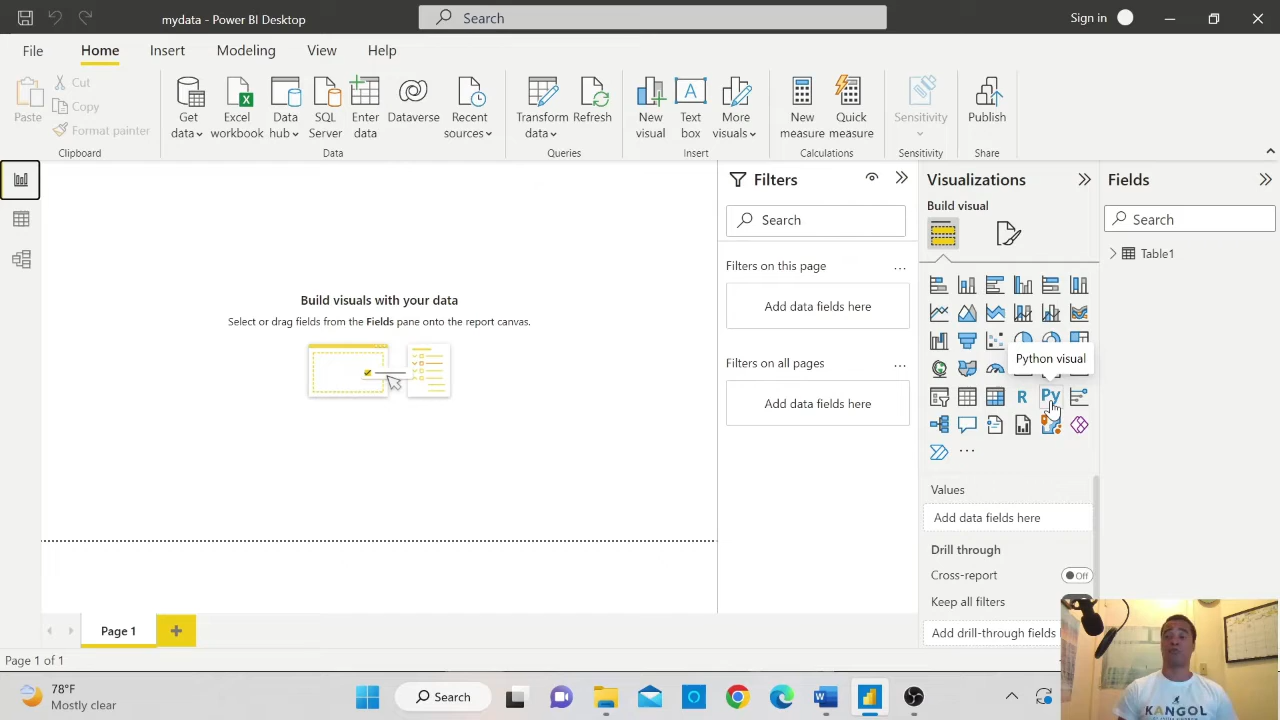 mydata - Power BI Desktop
Search
Sign in
File
Home
Insert
Modeling
View
Help
Paste
Cut
Copy
Format painter
Clipboard
Get data
Excel workbook
Data hub
SQL Server
Enter data
Dataverse
Recent sources
Data
Transform data
Refresh
Queries
New visual
Text box
More visuals
Insert
New measure
Quick measure
Calculations
Sensitivity
Sensitivity
Publish
Share
Build visuals with your data
Select or drag fields from the Fields pane onto the report canvas.
Filters
Search
Filters on this page
...
Add data fields here
Filters on all pages
...
Add data fields here
Visualizations
Build visual
Python visual
R
Py
...
Values
Add data fields here
Drill through
Cross-report
Off
Keep all filters
Add drill-through fields
Fields
Search
Table1
Page 1
Page 1 of 1
78°F
Mostly clear
Search
KANGOL